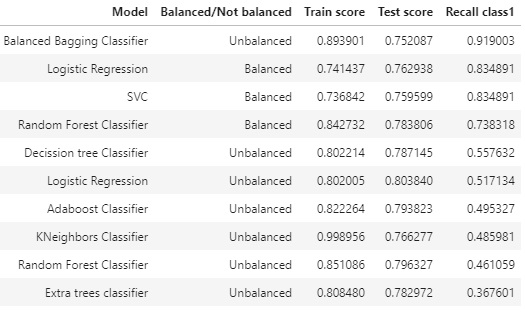 Model Balanced/Not balanced Train score Test score Recall class1
Balanced Bagging Classifier Unbalanced 0.893901 0.752087 0.919003
Logistic Regression Balanced 0.741437 0.762938 0.834891
SVC Balanced 0.736842 0.759599 0.834891
Random Forest Classifier Balanced 0.842732 0.783806 0.738318
Decission tree Classifier Unbalanced 0.802214 0.787145 0.557632
Logistic Regression Unbalanced 0.802005 0.803840 0.517134
Adaboost Classifier Unbalanced 0.822264 0.793823 0.495327
KNeighbors Classifier Unbalanced 0.998956 0.766277 0.485981
Random Forest Classifier Unbalanced 0.851086 0.796327 0.461059
Extra trees classifier Unbalanced 0.808480 0.782972 0.367601